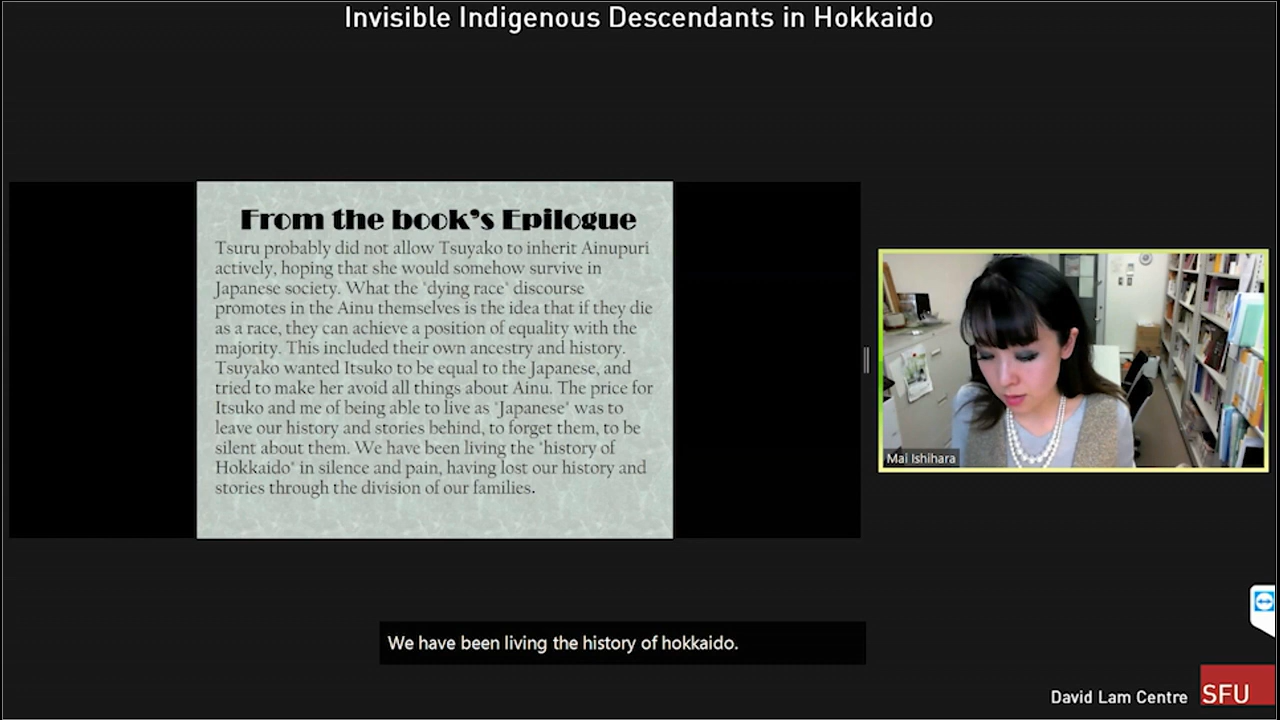 Invisible Indigenous Descendants in Hokkaido
From the book's Epilogue
Tsuru probably did not allow Tsuyako to inherit Ainupuri
actively, hoping that she would somehow survive in
Japanese society. What the "dying race" discourse
promotes in the Ainu themselves is the idea that if they die
as a race, they can achieve a position of equality with the
majority. This included their own ancestry and history.
Tsuyako wanted Itsuko to be equal to the Japanese, and
tried to make her avoid all things about Ainu. The price for
Itsuko and me of being able to live as "Japanese" was to
leave our history and stories behind, to forget them, to be
silent about them. We have been living the "history of
Hokkaido" in silence and pain, having lost our history and
stories through the division of our families.
Mai Ishihara
We have been living the history of hokkaido.
David Lam Centre
SFU